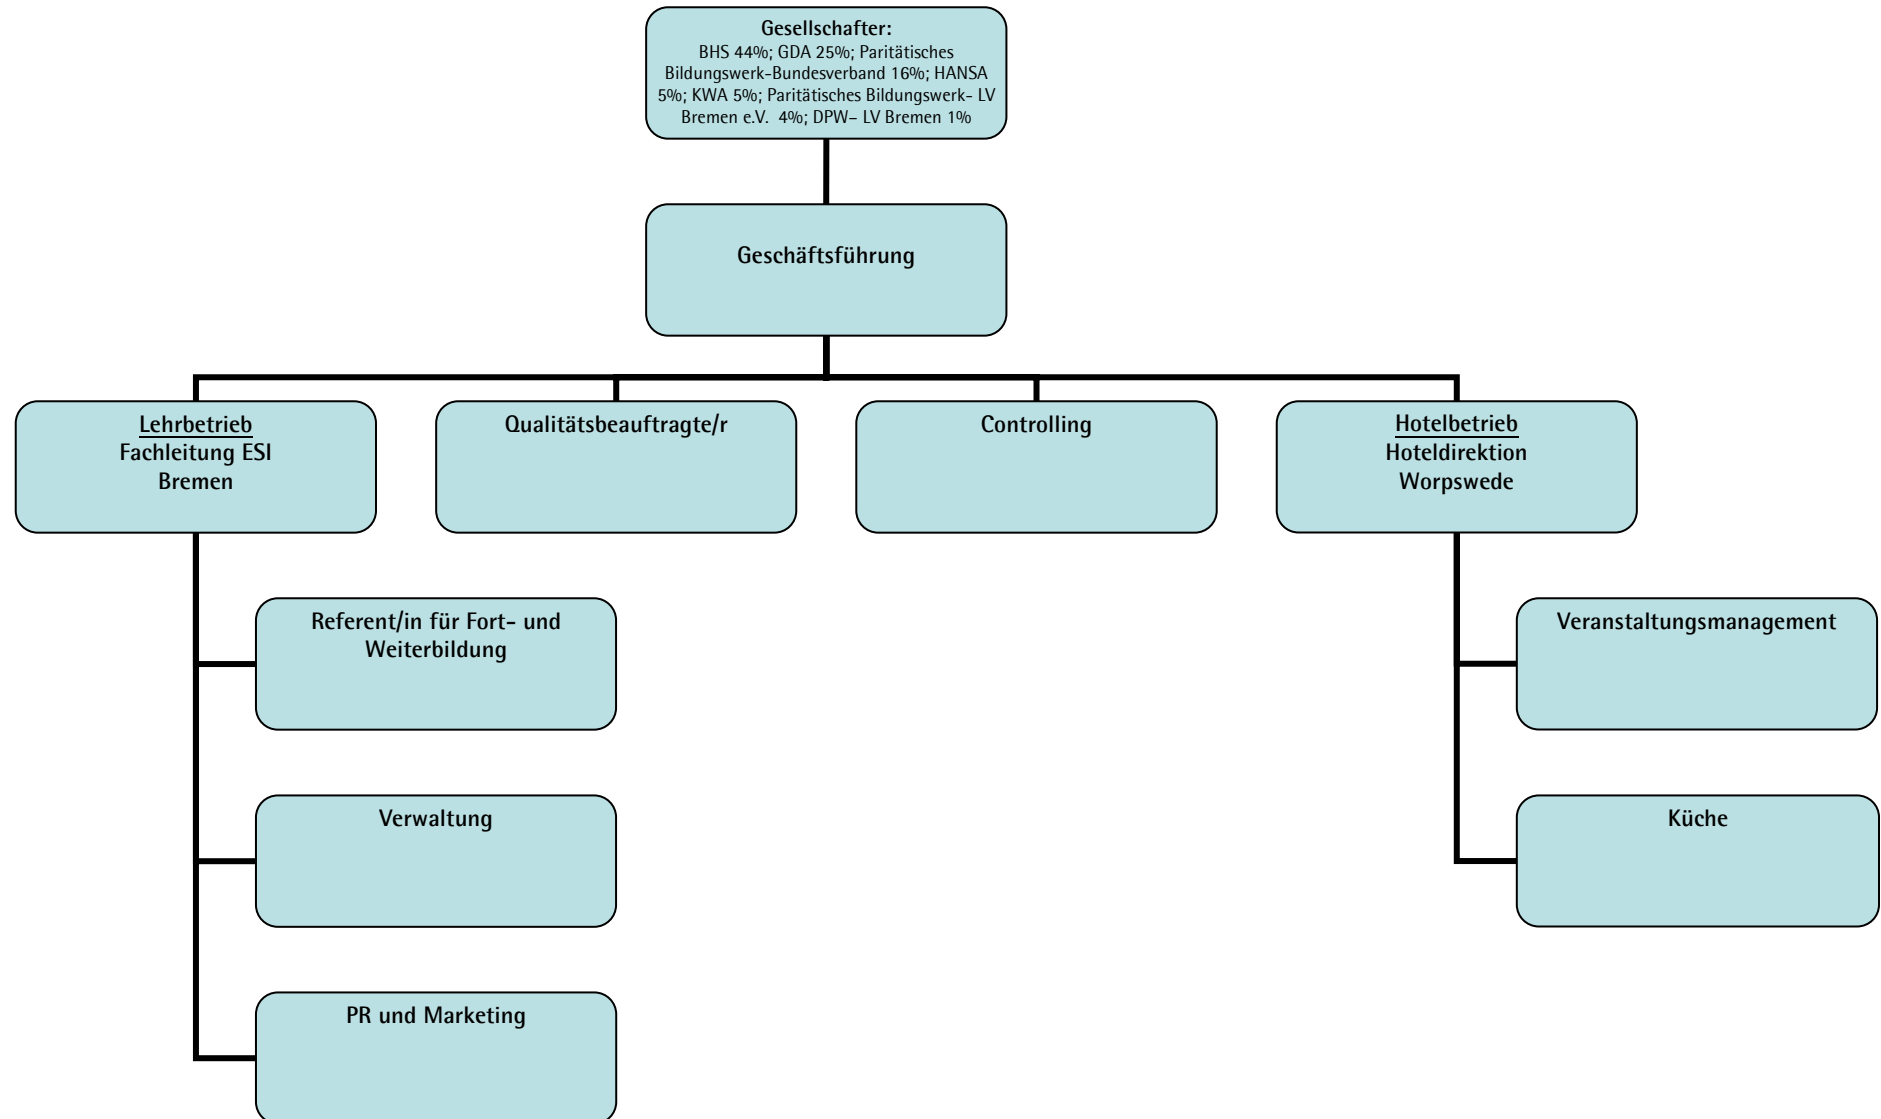 Gesellschafter:
BHS 44%; GDA 25%; Paritätisches
Bildungswerk-Bundesverband 16%; HANSA
5%; KWA 5%; Paritätisches Bildungswerk- LV
Bremen e.V. 4%; DPW– LV Bremen 1%
Geschäftsführung
Lehrbetrieb
Fachleitung ESI
Bremen
Qualitätsbeauftragte/r
Controlling
Hotelbetrieb
Hoteldirektion
Worpswede
Referent/in für Fort- und
Weiterbildung
Veranstaltungsmanagement
Verwaltung
Küche
PR und Marketing